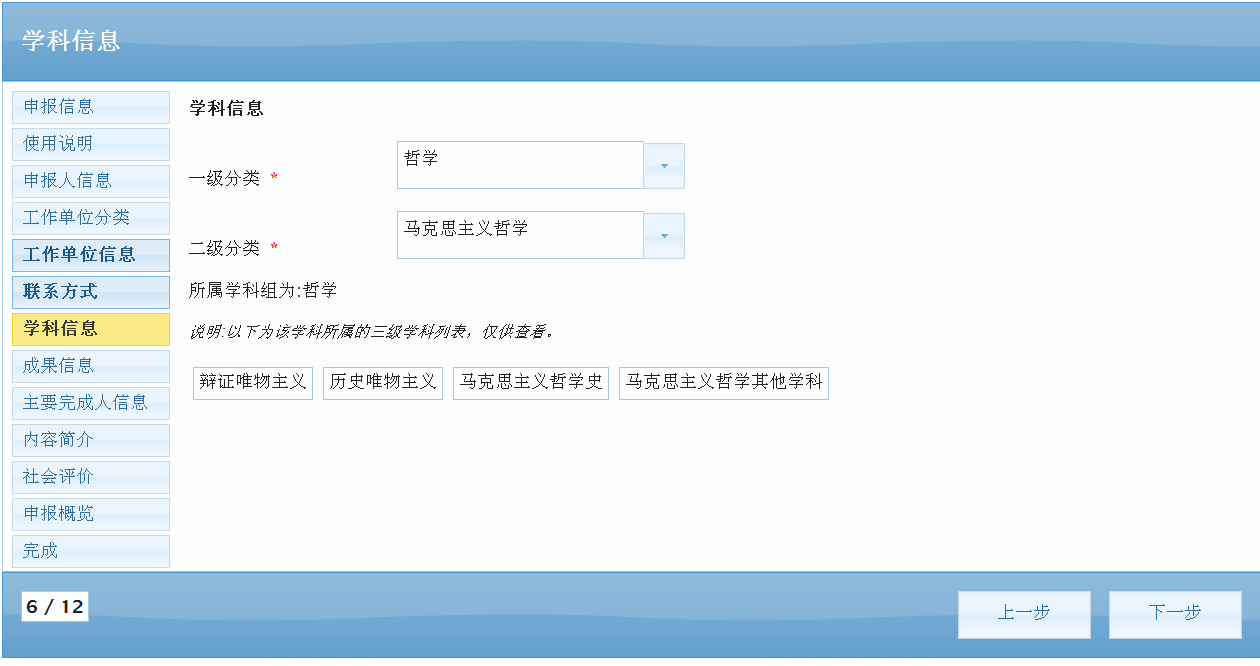 学科信息
申报信息
使用说明
申报人信息
工作单位分类
工作单位信息
联系方式
学科信息
成果信息
主要完成人信息
内容简介
社会评价
申报概览
完成
学科信息
一级分类 * 哲学
二级分类 * 马克思主义哲学
所属学科组为:哲学
说明:以下为该学科所属的三级学科列表，仅供查看。
辩证唯物主义 历史唯物主义 马克思主义哲学史 马克思主义哲学其他学科
6 / 12 上一步 下一步